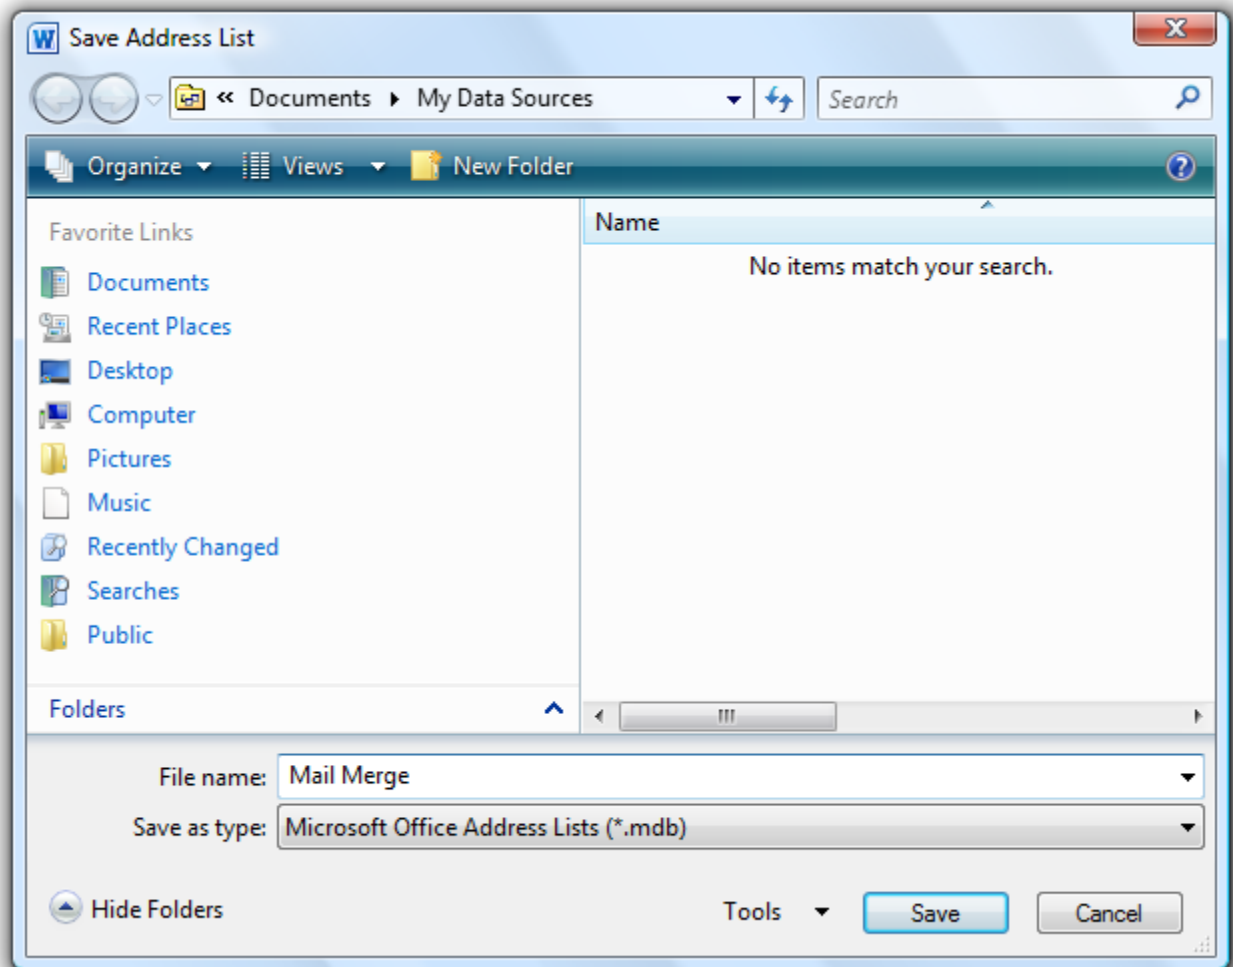 Save Address List
« Documents Search
My Data Sources
Organize Views New Folder
Favorite Links
Name
No items match your search.
Documents
Recent Places
Desktop
Computer
Pictures
Music
Recently Changed
Searches
Public
Folders
File name: Mail Merge
Save as type: Microsoft Office Address Lists (*.mdb)
Hide Folders
Tools Save Cancel